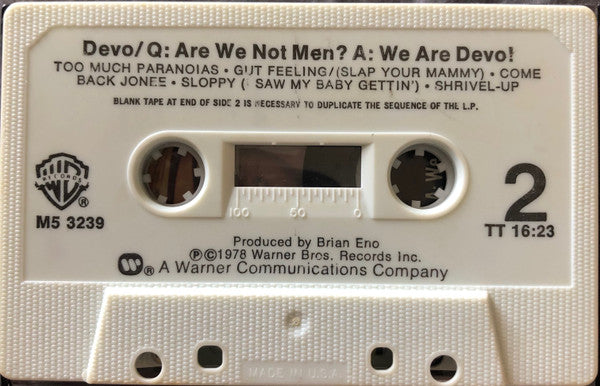 Devo/Q: Are We Not Men? A: We Are Devo!
TOO MUCH PARANOIAS • GUT FEELING/(SLAP YOUR MAMMY) • COME
BACK JONEE • SLOPPY (I SAW MY BABY GETTIN') • SHRIVEL-UP
BLANK TAPE AT END OF SIDE 2 IS NECESSARY TO DUPLICATE THE SEQUENCE OF THE L.P.
WB
RECORDS
®
M5 3239
100 50 0
2
TT 16:23
Produced by Brian Eno
Ⓟ©1978 Warner Bros. Records Inc.
® A Warner Communications Company
MADE IN U.S.A.